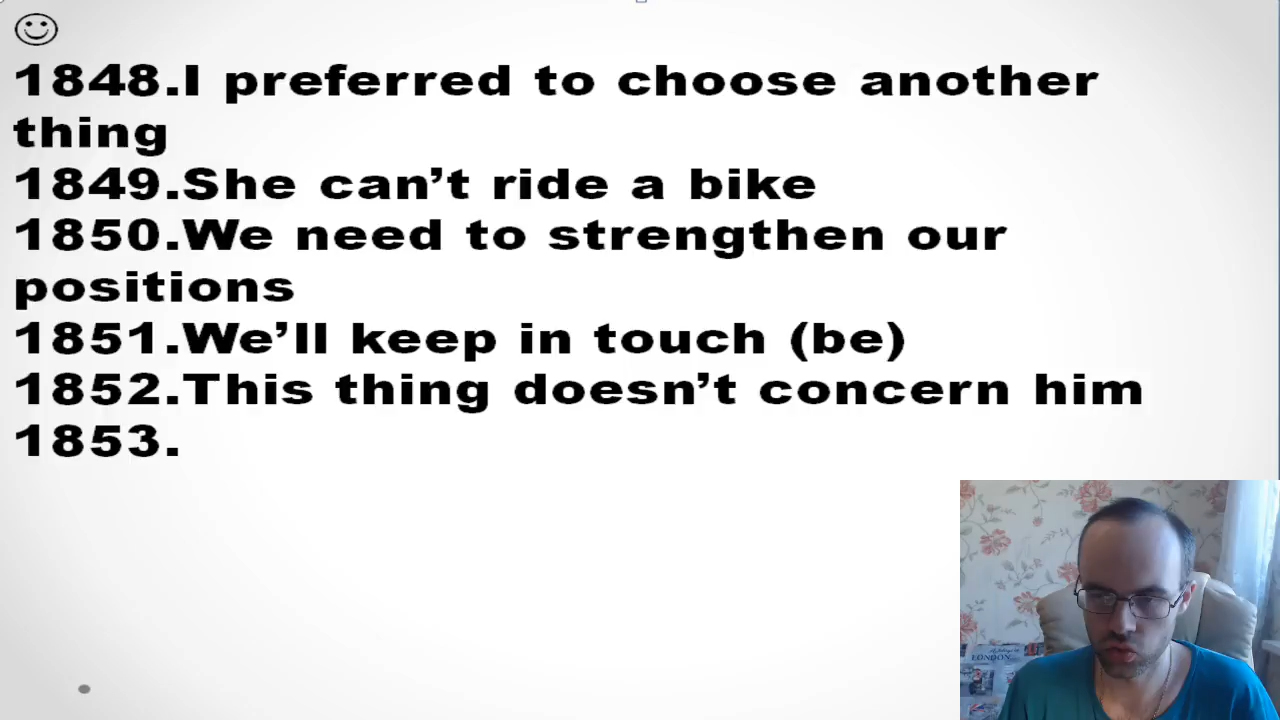 1848.I preferred to choose another
thing
1849.She can’t ride a bike
1850.We need to strengthen our
positions
1851.We’ll keep in touch (be)
1852.This thing doesn’t concern him
1853.
LONDON